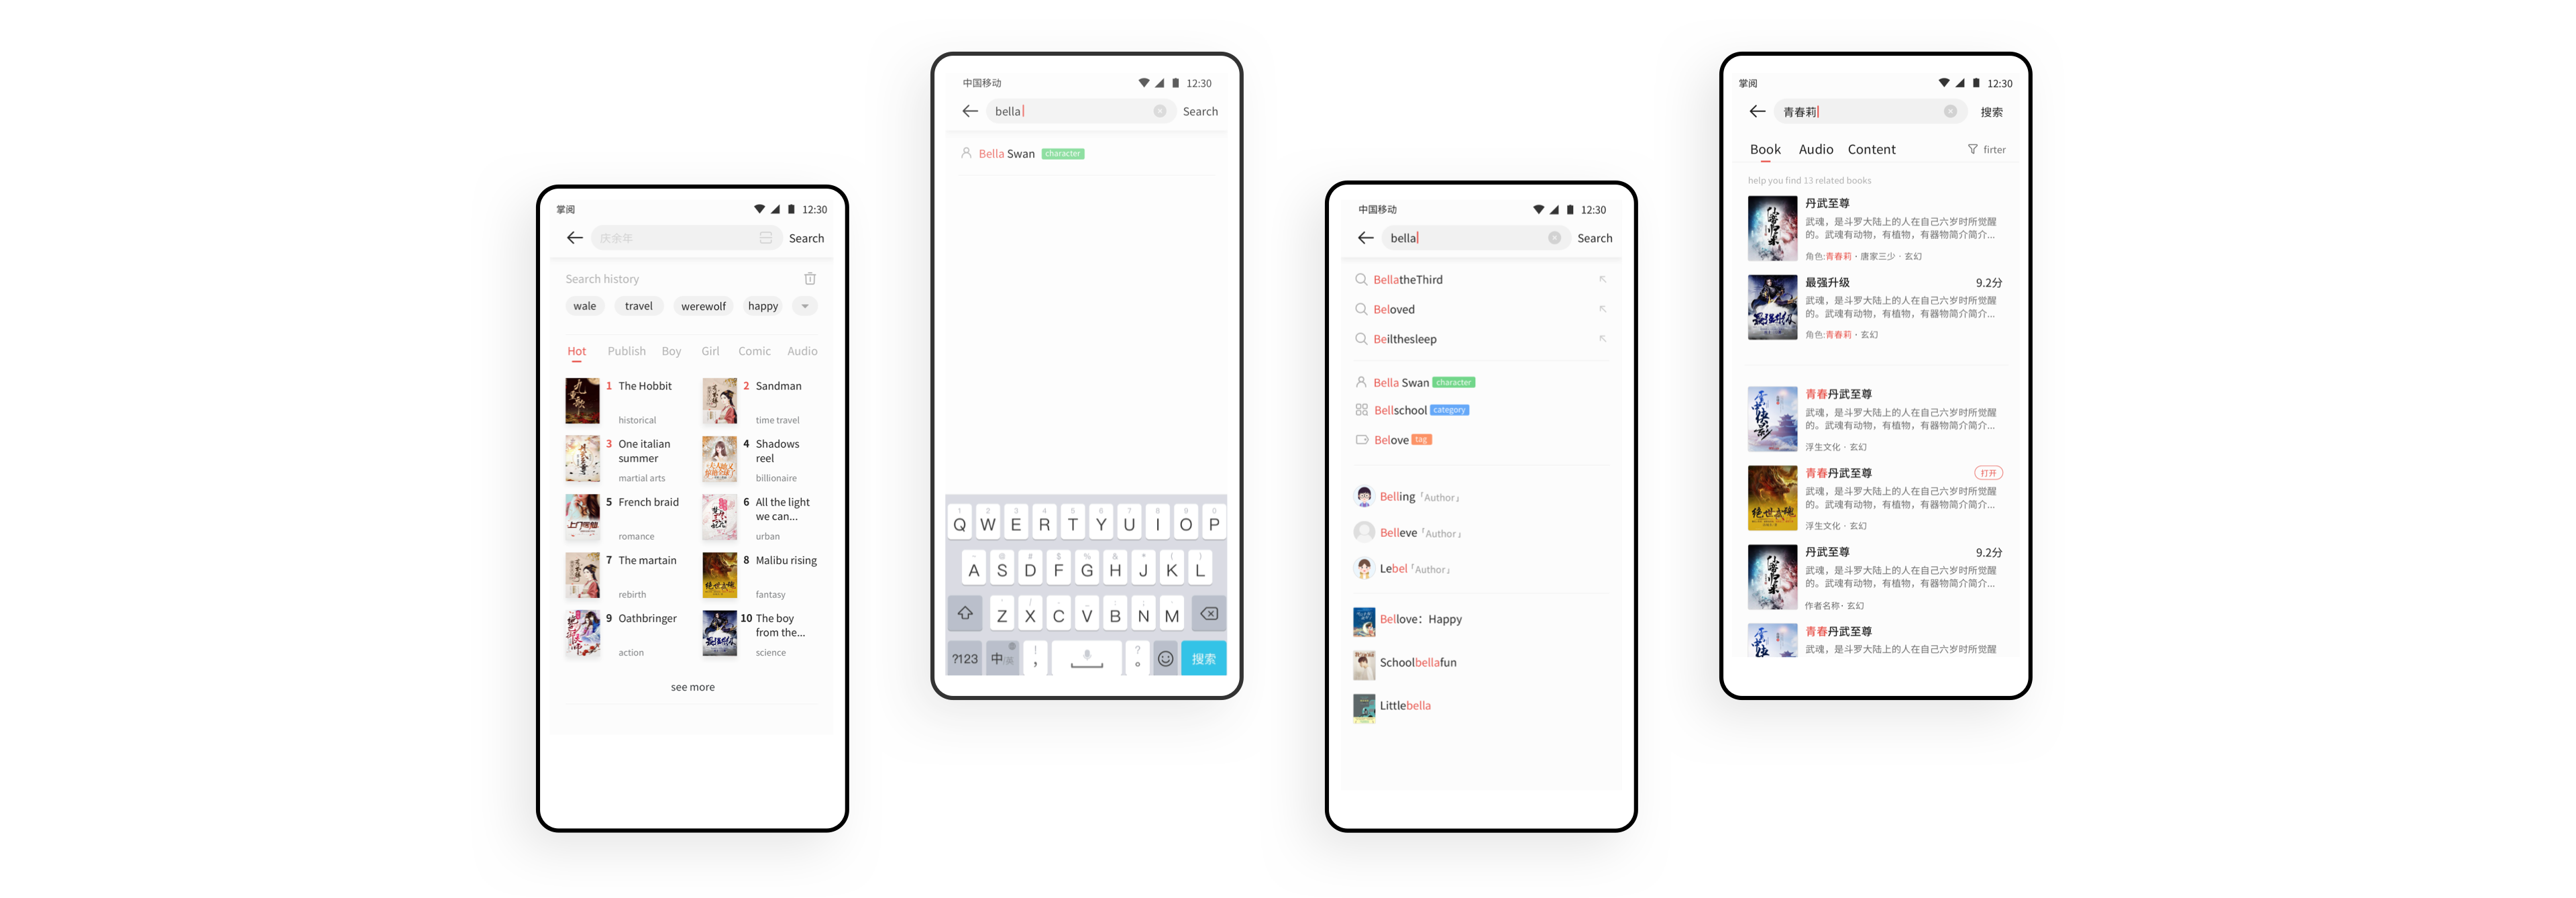 掌阅 12:30
庆余年 Search
Search history
wale travel werewolf happy
Hot Publish Boy Girl Comic Audio
1 The Hobbit
historical
2 Sandman
time travel
3 One italian
summer
martial arts
4 Shadows
reel
billionaire
5 French braid
romance
6 All the light
we can...
urban
7 The martain
rebirth
8 Malibu rising
fantasy
9 Oathbringer
action
10 The boy
from the...
science
see more
中国移动 12:30
bella Search
Bella Swan character
1 2 3 4 5 6 7 8 9 0
Q W E R T Y U I O P
~ @ # $ % & * ( )
A S D F G H J K L
Z X C V B N M
?123 中/英 ! , ? 。 搜索
中国移动 12:30
bella Search
BellatheThird
Beloved
Beilthesleep
Bella Swan character
Bellschool category
Belove tag
Belling「Author」
Belleve「Author」
Lebel「Author」
Bellove：Happy
Schoolbellafun
Littlebella
掌阅 12:30
青春莉 搜索
Book Audio Content firter
help you find 13 related books
丹武至尊
武魂，是斗罗大陆上的人在自己六岁时所觉醒
的。武魂有动物，有植物，有器物简介简介...
角色:青春莉 · 唐家三少 · 玄幻
最强升级 9.2分
武魂，是斗罗大陆上的人在自己六岁时所觉醒
的。武魂有动物，有植物，有器物简介简介...
角色:青春莉 · 玄幻
青春丹武至尊
武魂，是斗罗大陆上的人在自己六岁时所觉醒
的。武魂有动物，有植物，有器物简介简介...
浮生文化 · 玄幻
青春丹武至尊 打开
武魂，是斗罗大陆上的人在自己六岁时所觉醒
的。武魂有动物，有植物，有器物简介简介...
浮生文化 · 玄幻
丹武至尊 9.2分
武魂，是斗罗大陆上的人在自己六岁时所觉醒
的。武魂有动物，有植物，有器物简介简介...
作者名称 · 玄幻
青春丹武至尊
武魂，是斗罗大陆上的人在自己六岁时所觉醒